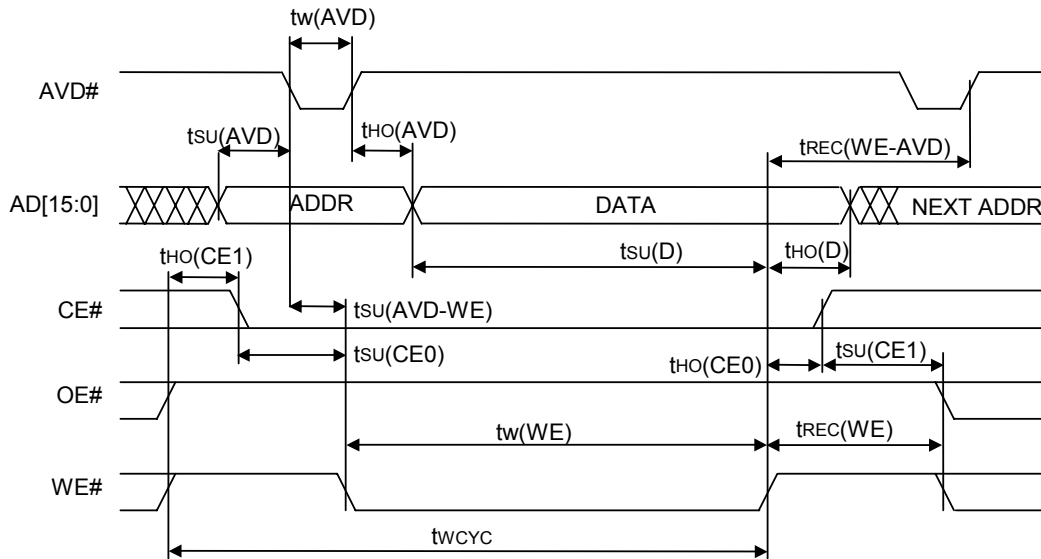 tw(AVD)
AVD#
tSU(AVD)
tHO(AVD)
tREC(WE-AVD)
AD[15:0]
ADDR
DATA
NEXT ADDR
tHO(CE1)
tSU(D)
tHO(D)
CE#
tSU(AVD-WE)
tSU(CE0)
tHO(CE0)
tSU(CE1)
OE#
tw(WE)
tREC(WE)
WE#
tWCYC